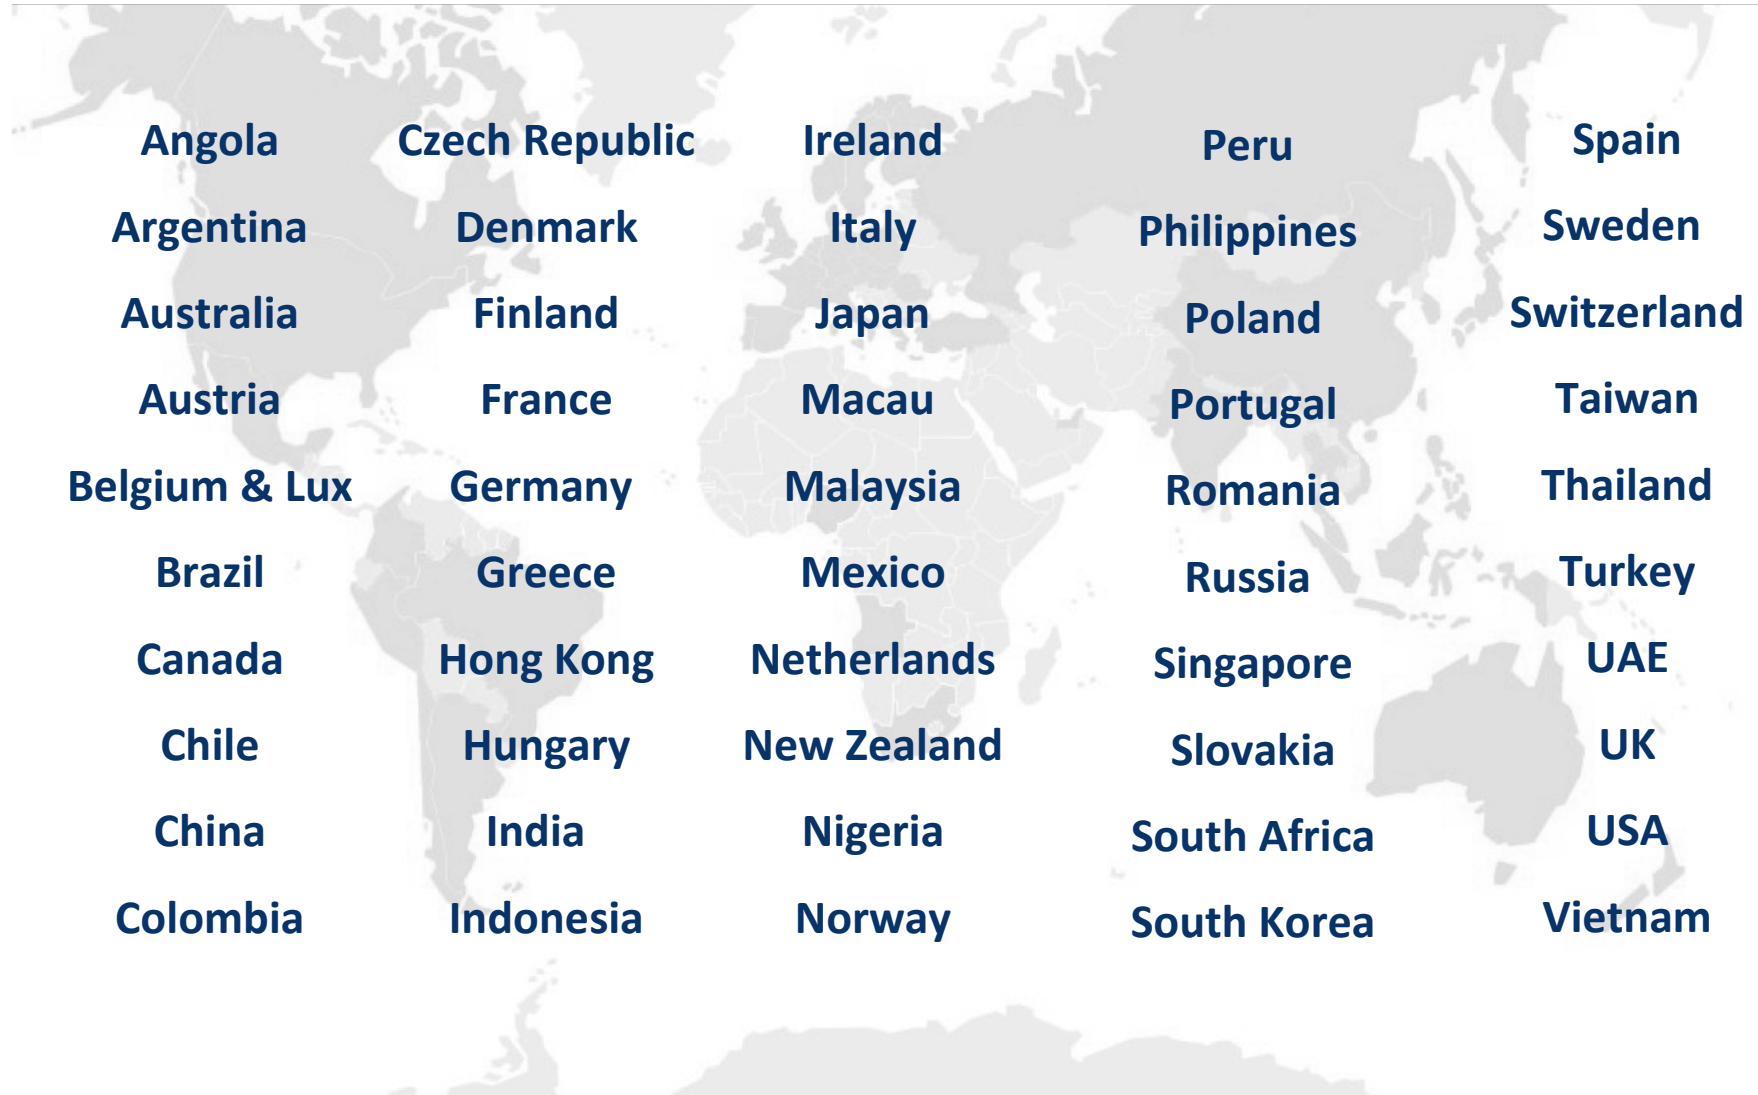 Angola
Argentina
Australia
Austria
Belgium & Lux
Brazil
Canada
Chile
China
Colombia
Czech Republic
Denmark
Finland
France
Germany
Greece
Hong Kong
Hungary
India
Indonesia
Ireland
Italy
Japan
Macau
Malaysia
Mexico
Netherlands
New Zealand
Nigeria
Norway
Peru
Philippines
Poland
Portugal
Romania
Russia
Singapore
Slovakia
South Africa
South Korea
Spain
Sweden
Switzerland
Taiwan
Thailand
Turkey
UAE
UK
USA
Vietnam